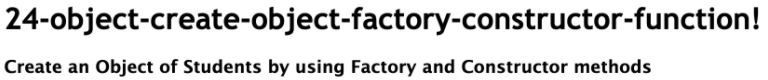 24-object-create-object-factory-constructor-function!
Create an Object of Students by using Factory and Constructor methods